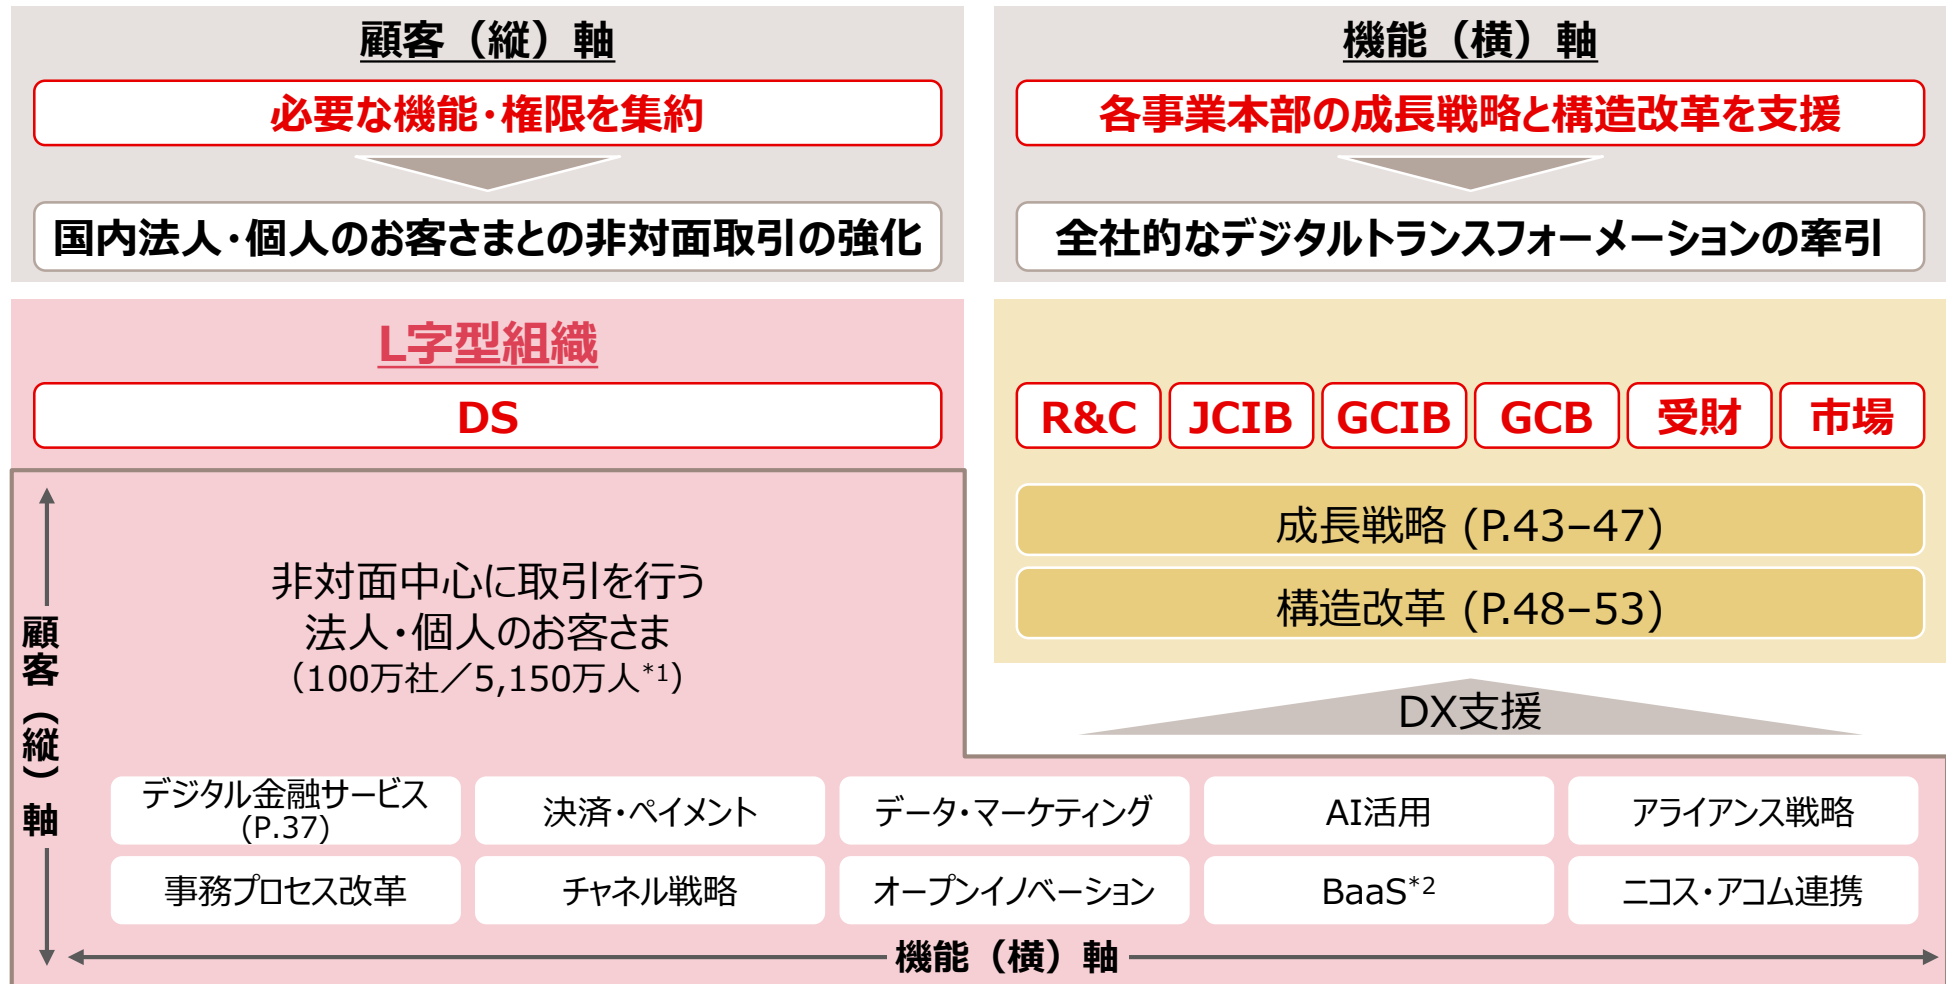 顧客（縦）軸
必要な機能・権限を集約
国内法人・個人のお客さまとの非対面取引の強化
機能（横）軸
各事業本部の成長戦略と構造改革を支援
全社的なデジタルトランスフォーメーションの牽引
L字型組織
DS
R&C
JCIB
GCIB
GCB
受財
市場
成長戦略 (P.43–47)
構造改革 (P.48–53)
DX支援
顧客（縦）軸
非対面中心に取引を行う
法人・個人のお客さま
（100万社／5,150万人*1）
デジタル金融サービス
(P.37)
決済・ペイメント
データ・マーケティング
AI活用
アライアンス戦略
事務プロセス改革
チャネル戦略
オープンイノベーション
BaaS*2
ニコス・アコム連携
機能（横）軸